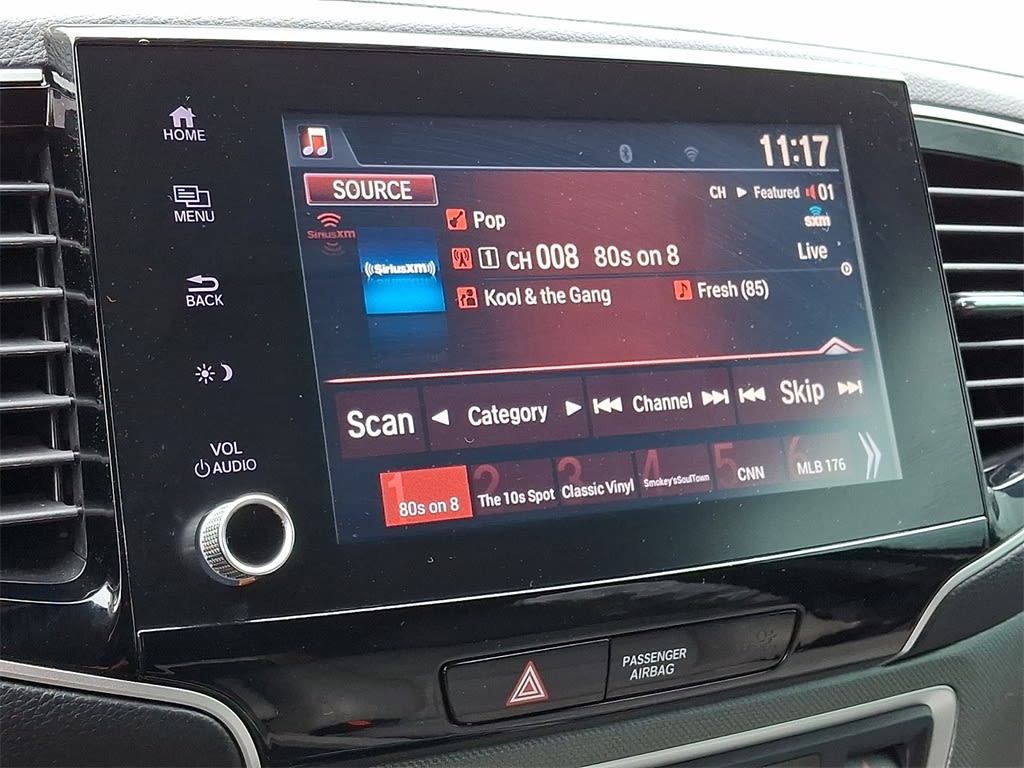 HOME
MENU
BACK
VOL
AUDIO
11:17
SOURCE
CH ▶ Featured 01
SiriusXM
((SiriusXM))
Pop
sxm
1 CH 008 80s on 8
Live
Kool & the Gang Fresh (85)
Scan ◀ Category ▶ Channel Skip
1 2 3 4 5 6
80s on 8 The 10s Spot Classic Vinyl Smokey'sSoulTown CNN MLB 176
PASSENGER
AIRBAG